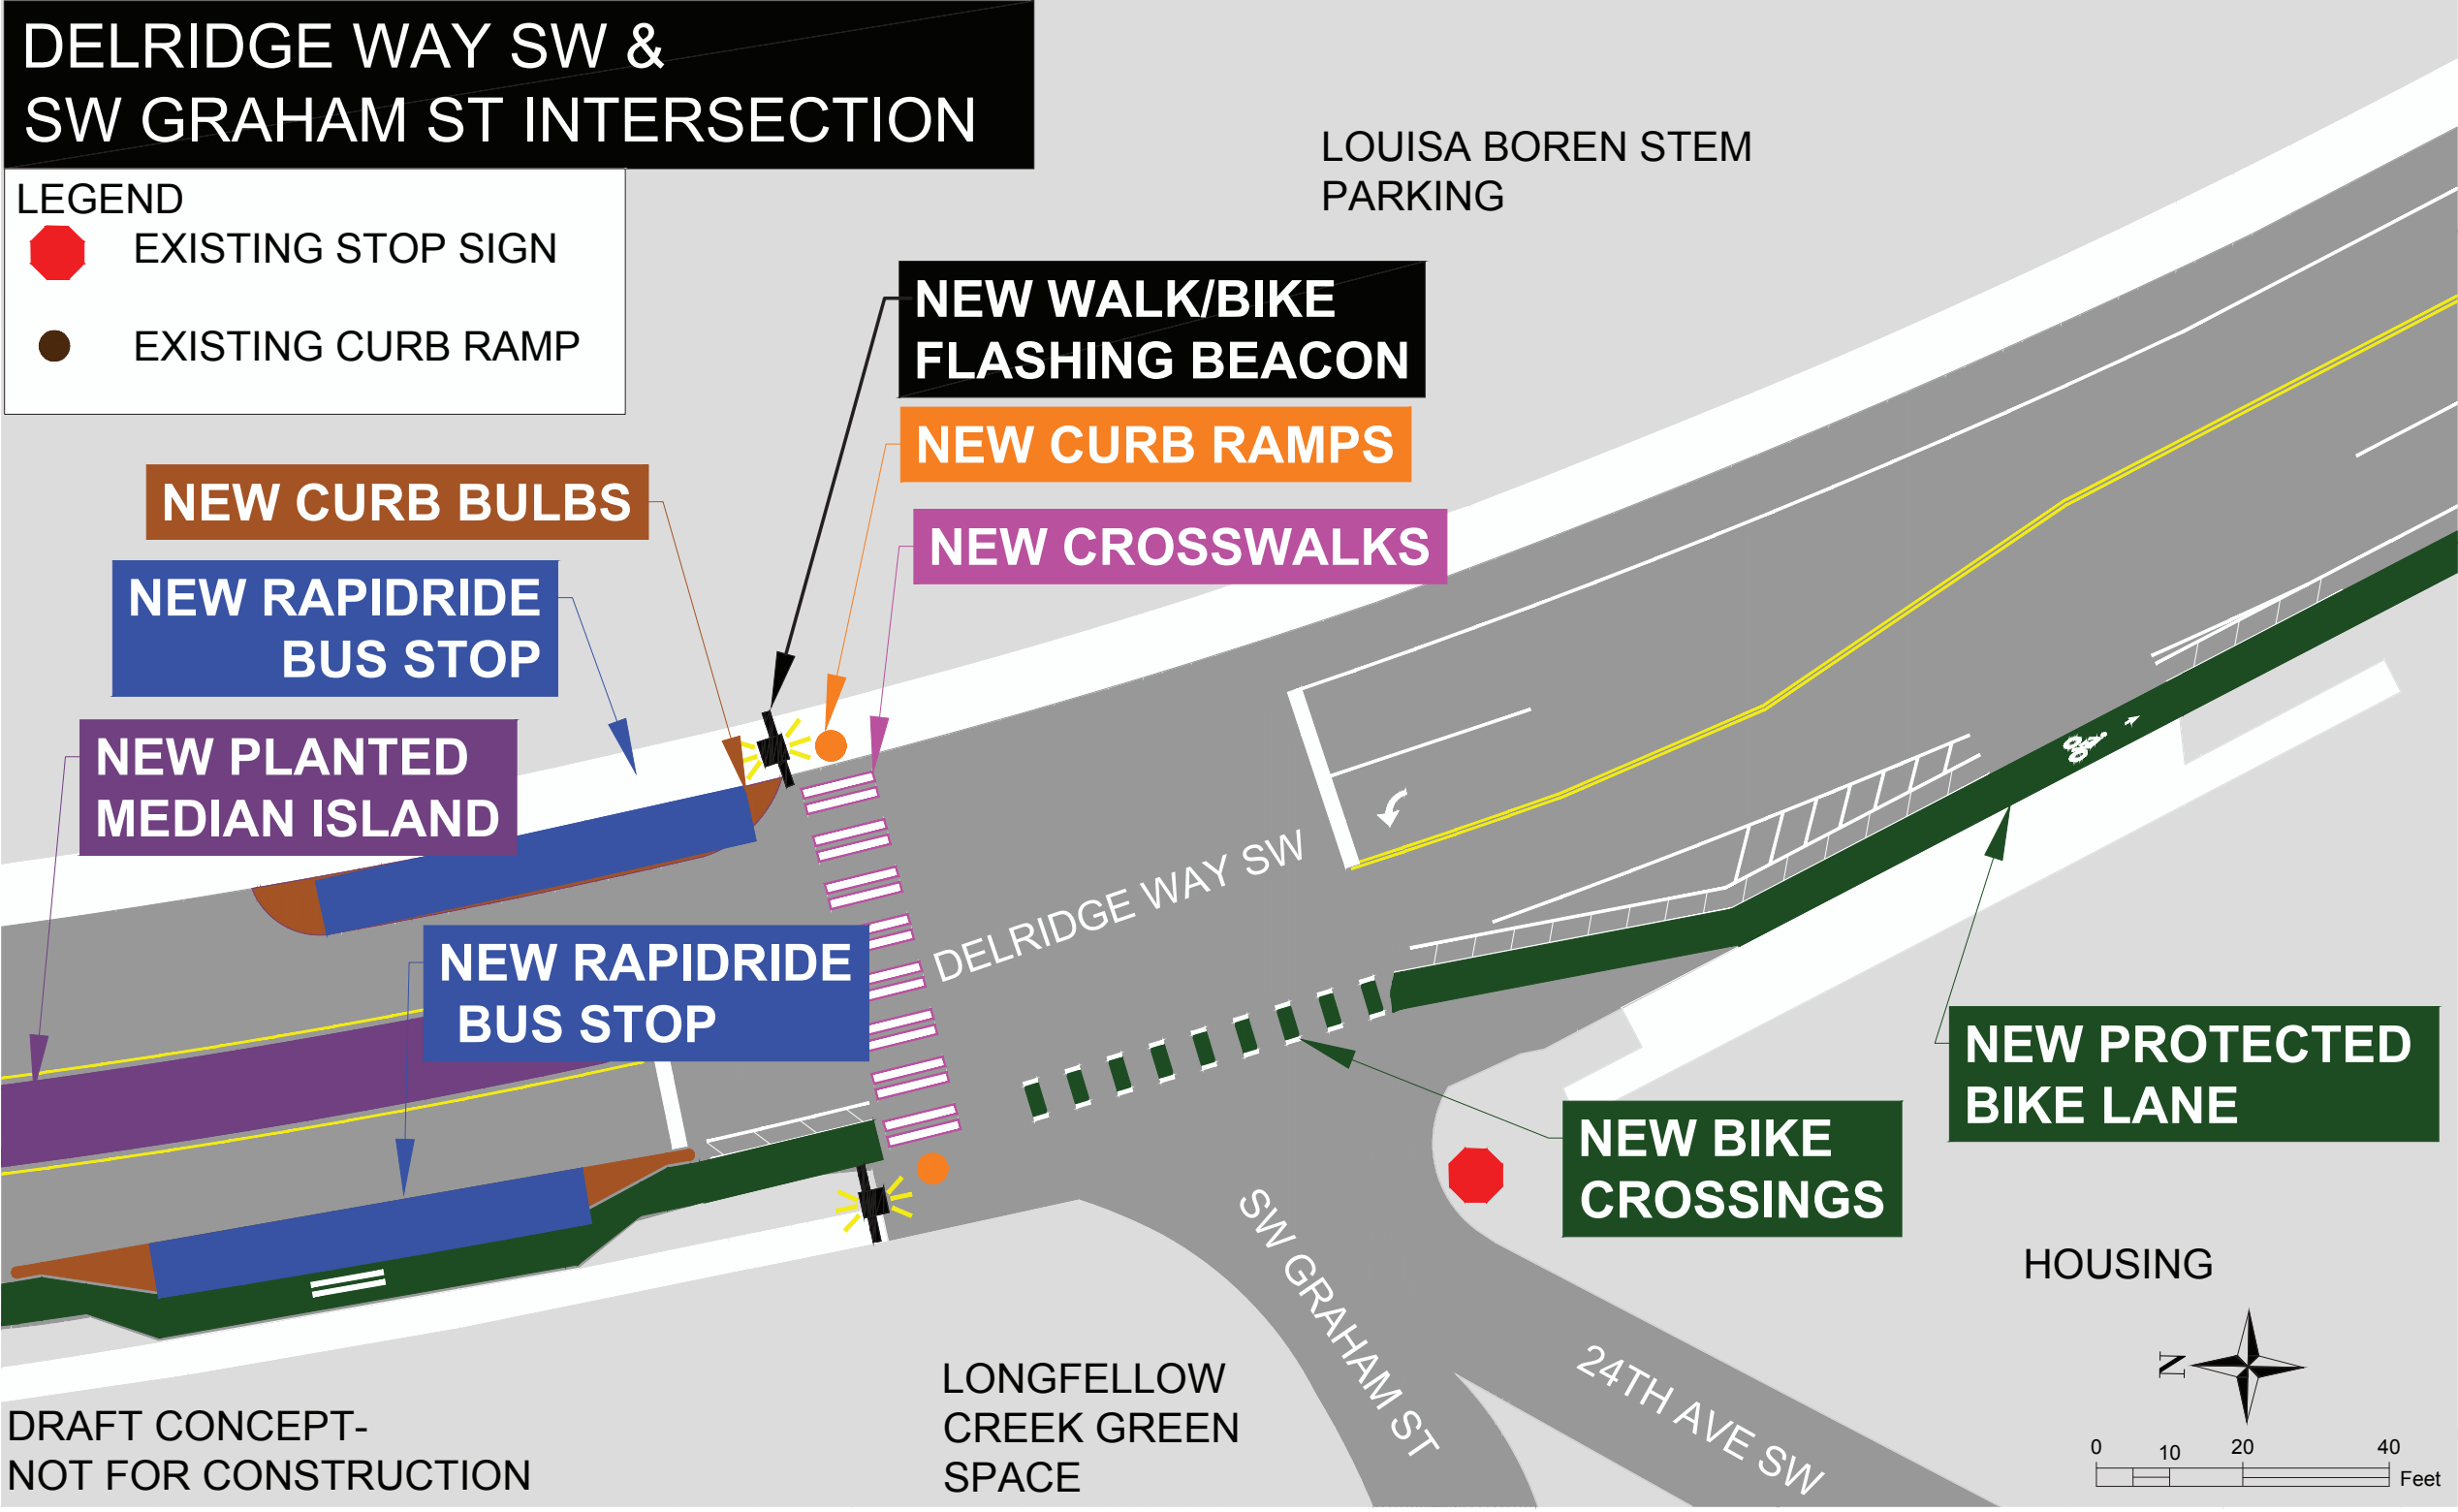 DELRIDGE WAY SW &
SW GRAHAM ST INTERSECTION
LEGEND
EXISTING STOP SIGN
EXISTING CURB RAMP
LOUISA BOREN STEM
PARKING
NEW WALK/BIKE
FLASHING BEACON
NEW CURB RAMPS
NEW CURB BULBS
NEW CROSSWALKS
NEW RAPIDRIDE
BUS STOP
NEW PLANTED
MEDIAN ISLAND
DELRIDGE WAY SW
NEW RAPIDRIDE
BUS STOP
NEW PROTECTED
BIKE LANE
NEW BIKE
CROSSINGS
SW GRAHAM ST
24TH AVE SW
HOUSING
N
LONGFELLOW
CREEK GREEN
SPACE
DRAFT CONCEPT-
NOT FOR CONSTRUCTION
0 10 20 40
Feet